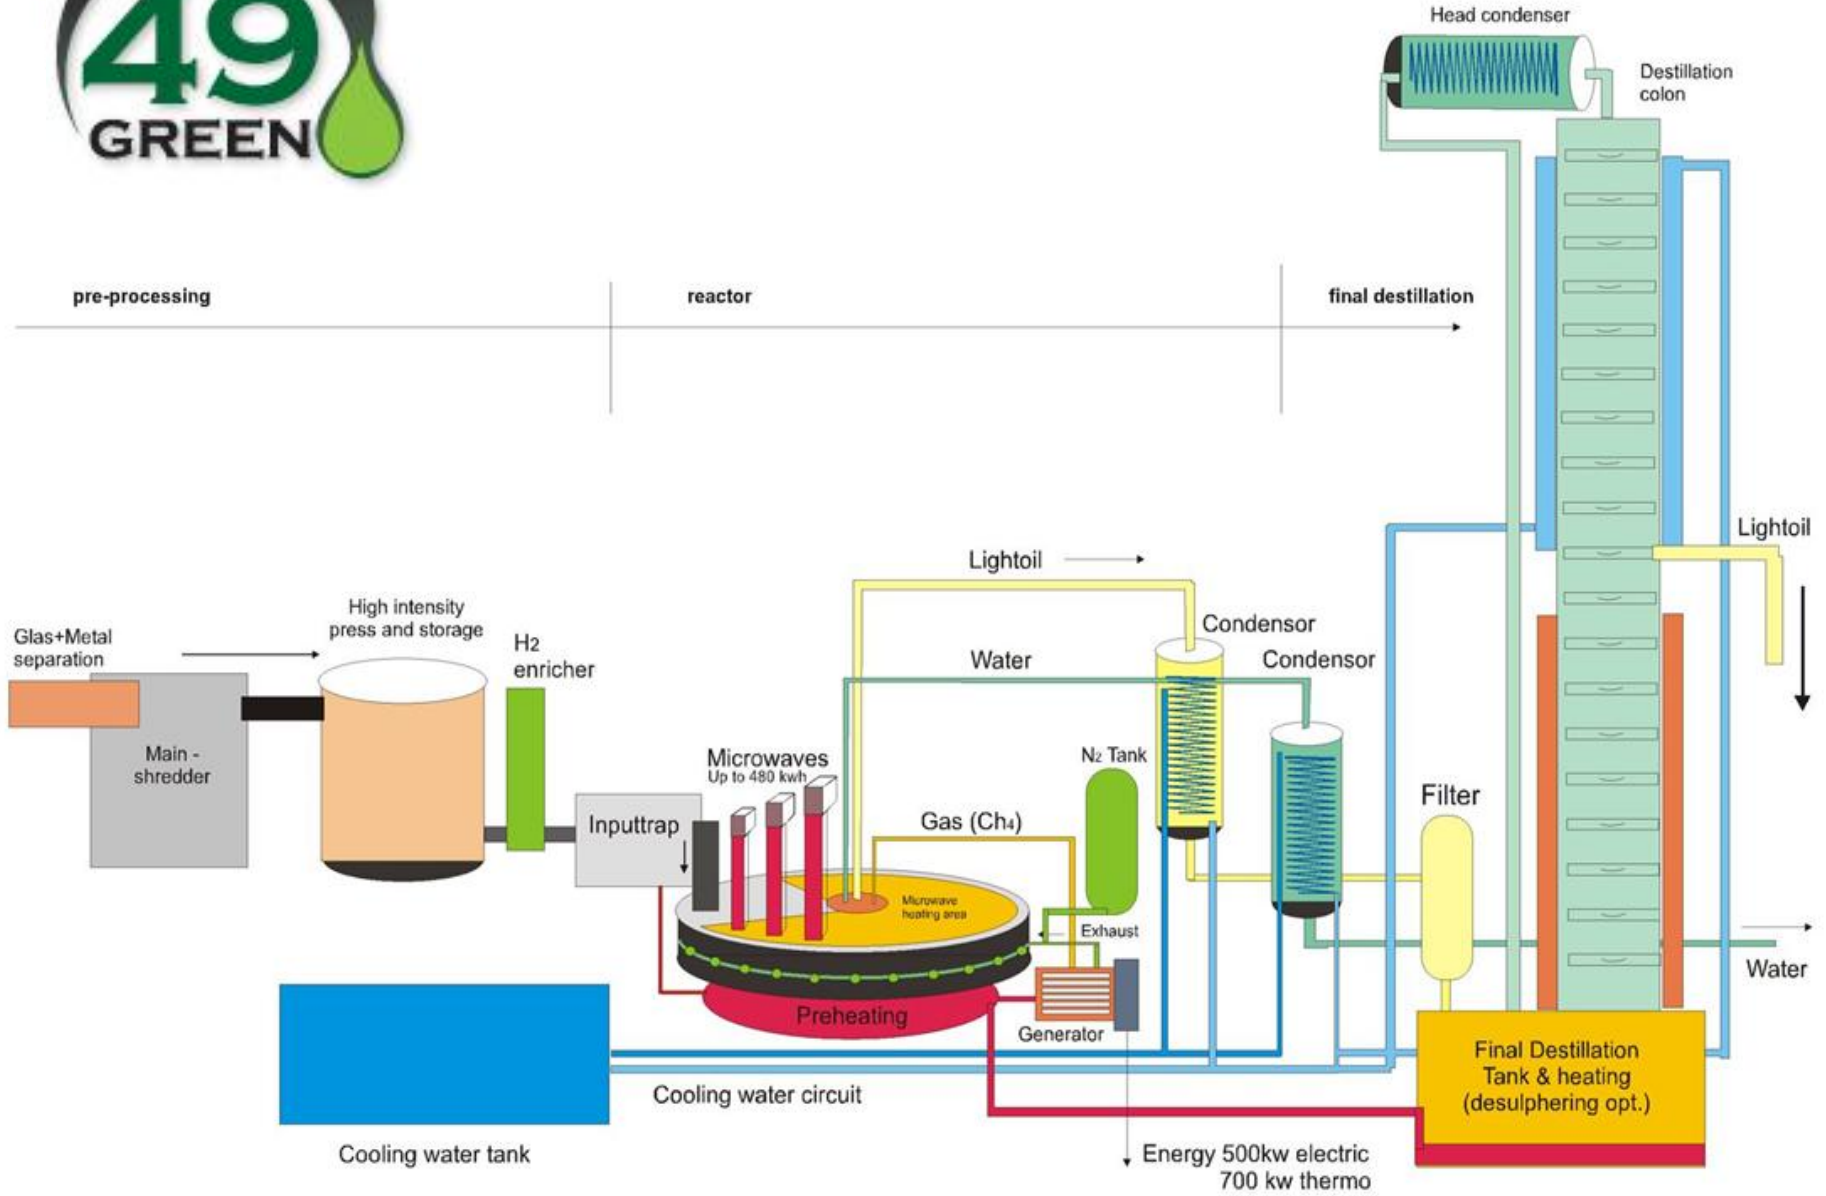 49
GREEN
Head condenser
Destillation
colon
pre-processing
reactor
final destillation
Lightoil
Lightoil
High intensity
press and storage
Glas+Metal
separation
H2
enricher
Condensor
Condensor
Water
Main -
shredder
Microwaves
Up to 480 kwh
N2 Tank
Filter
Inputtrap
Gas (Ch4)
Microwave
heating area
Exhaust
Water
Preheating
Generator
Final Destillation
Tank & heating
(desulphering opt.)
Cooling water circuit
Cooling water tank
Energy 500kw electric
700 kw thermo